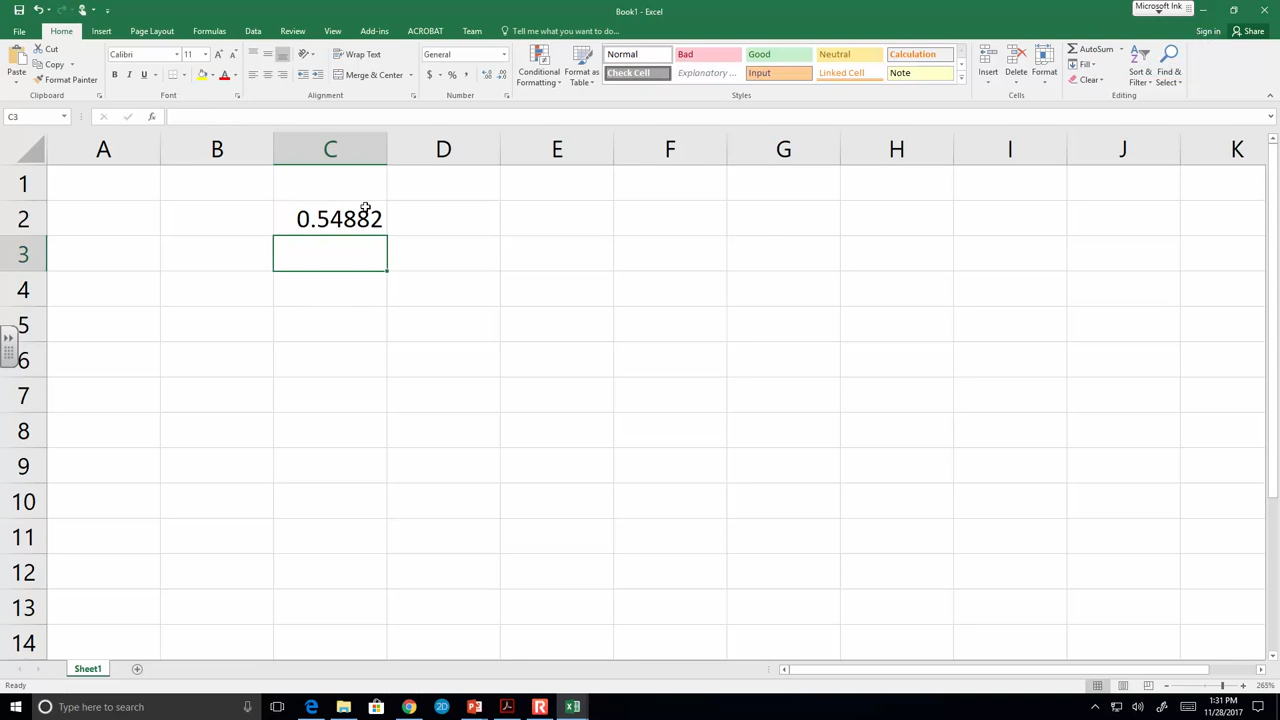 Book1 - Excel
Microsoft Ink
File Home Insert Page Layout Formulas Data Review View Add-ins ACROBAT Team Tell me what you want to do... Sign in Share
Paste
Cut
Copy
Format Painter
Clipboard
Calibri 11
B I U
Font
Wrap Text
Merge & Center
Alignment
General
$ % ,
Number
Conditional Formatting
Format as Table
Normal Bad Good Neutral Calculation
Check Cell Explanatory ... Input Linked Cell Note
Styles
Insert Delete Format
Cells
AutoSum
Fill
Clear
Sort & Filter
Find & Select
Editing
C3 fx
A B C D E F G H I J K
1
2 0.54882
3
4
5
6
7
8
9
10
11
12
13
14
Sheet1
Ready 265%
Type here to search
1:31 PM
11/28/2017